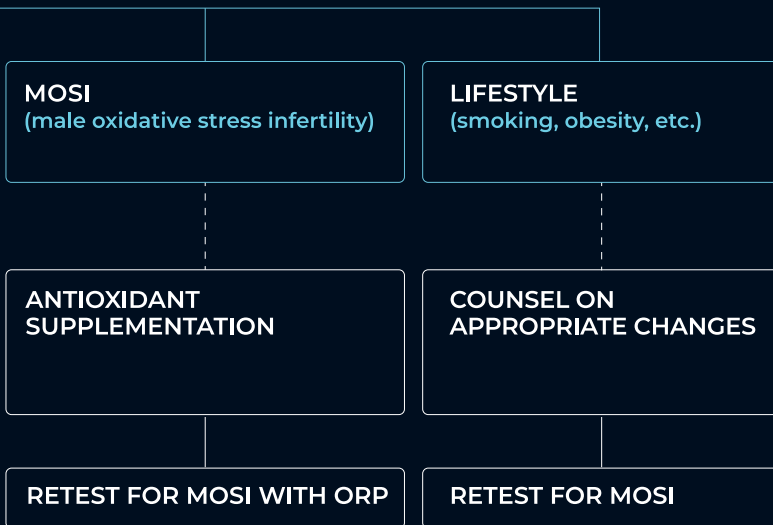 MOSI
(male oxidative stress infertility)
LIFESTYLE
(smoking, obesity, etc.)
ANTIOXIDANT
SUPPLEMENTATION
COUNSEL ON
APPROPRIATE CHANGES
RETEST FOR MOSI WITH ORP
RETEST FOR MOSI